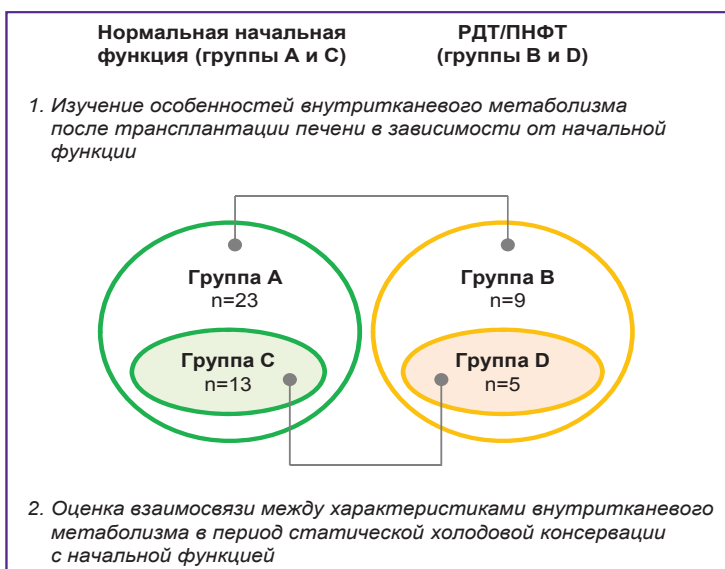 Нормальная начальная
функция (группы А и С)
РДТ/ПНФТ
(группы В и D)
1. Изучение особенностей внутритканевого метаболизма
после трансплантации печени в зависимости от начальной
функции
Группа А
n=23
Группа В
n=9
Группа С
n=13
Группа D
n=5
2. Оценка взаимосвязи между характеристиками внутритканевого
метаболизма в период статической холодовой консервации
с начальной функцией